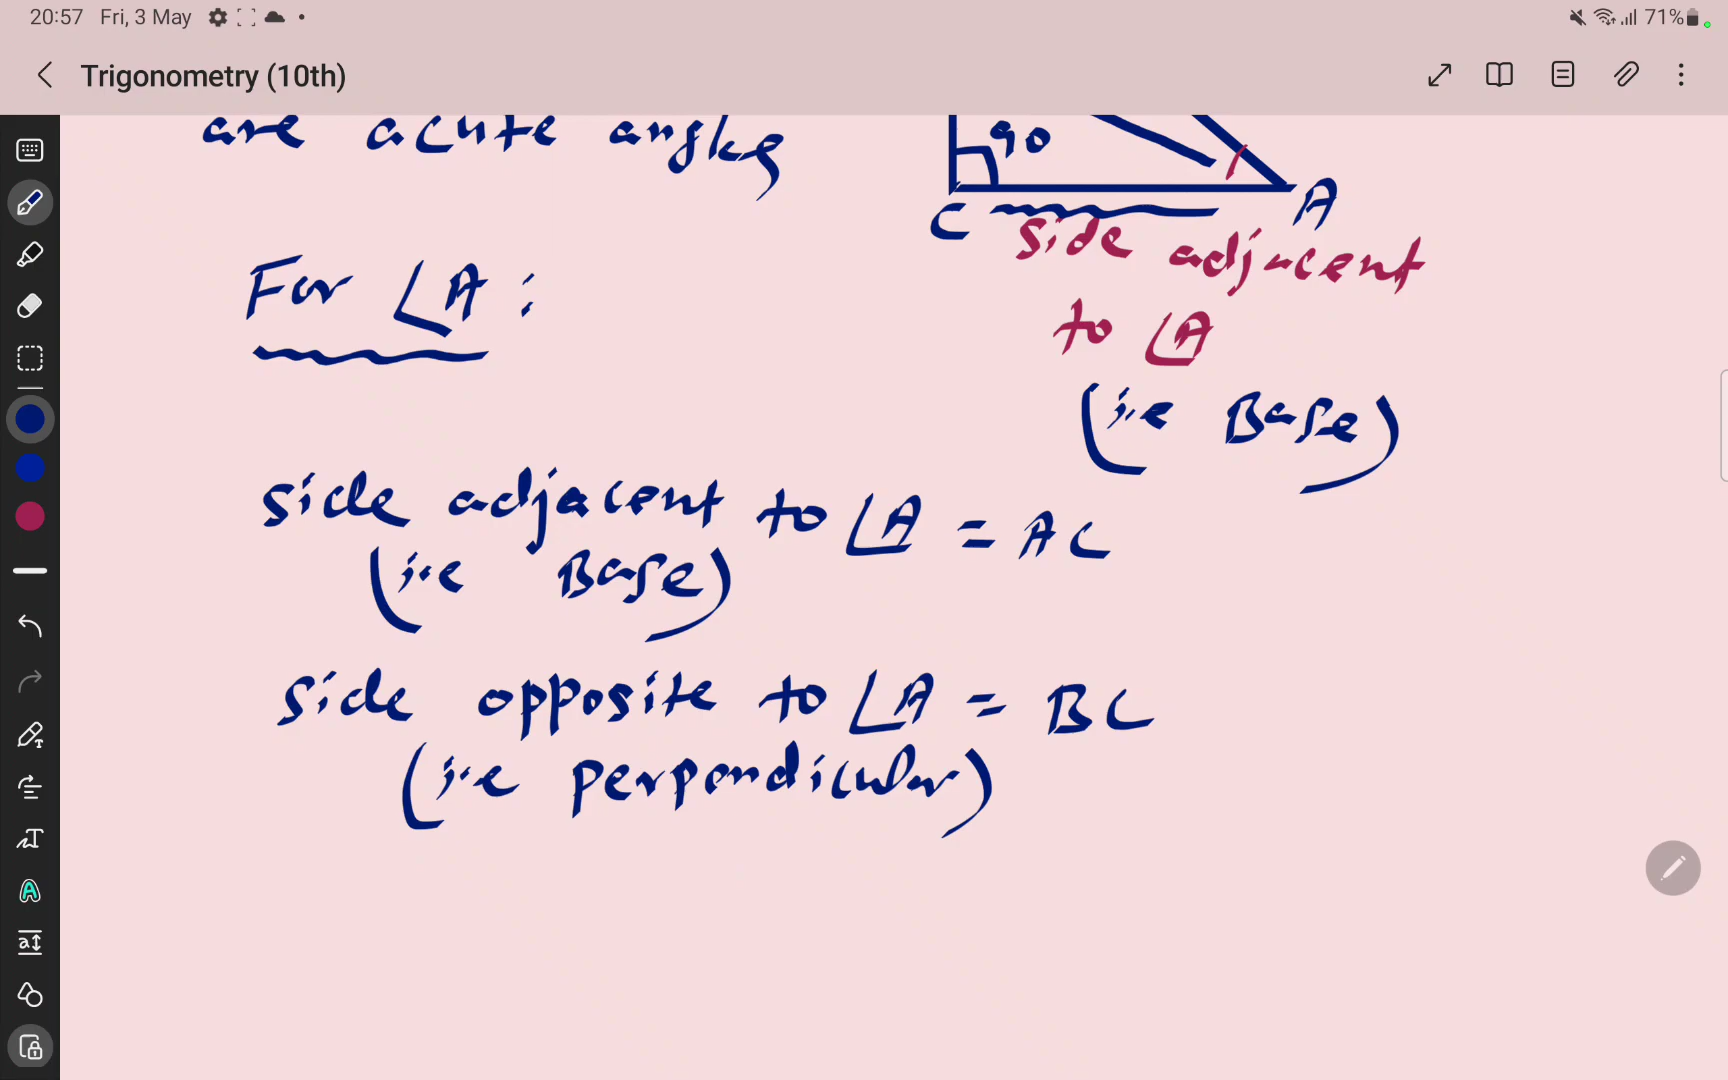 20:57 Fri, 3 May
71%
Trigonometry (10th)
are acute angles
90
C
A
side adjacent
to ∠A
(i.e Base)
For ∠A :
side adjacent to ∠A = AC
(i.e Base)
side opposite to ∠A = BC
(i.e perpendicular)